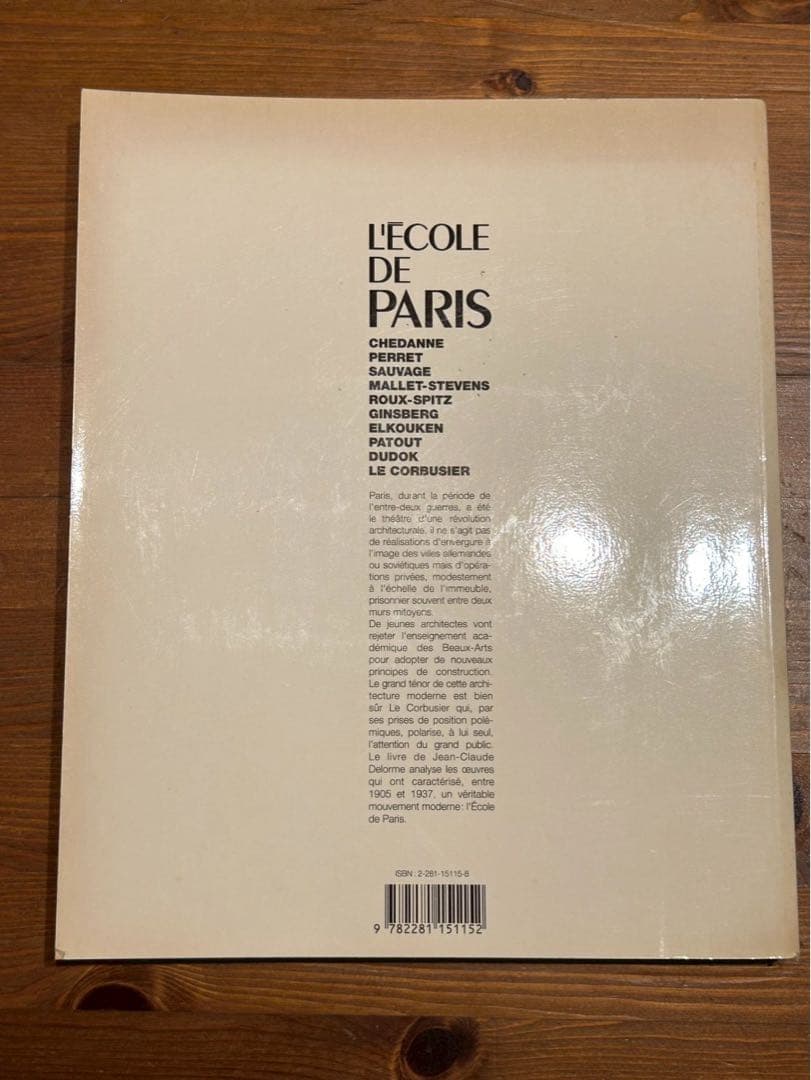 L'ÉCOLE
DE
PARIS
CHEDANNE
PERRET
SAUVAGE
MALLET-STEVENS
ROUX-SPITZ
GINSBERG
ELKOUKEN
PATOUT
DUDOK
LE CORBUSIER
Paris, durant la période de
l'entre-deux guerres, a été
le théâtre d'une révolution
architecturale. il ne s'agit pas
de réalisations d'envergure à
l'image des villes allemandes
ou soviétiques mais d'opéra-
tions privées, modestement
à l'échelle de l'immeuble,
prisonnier souvent entre deux
murs mitoyens.
De jeunes architectes vont
rejeter l'enseignement aca-
démique des Beaux-Arts
pour adopter de nouveaux
principes de construction.
Le grand ténor de cette archi-
tecture moderne est bien
sûr Le Corbusier qui, par
ses prises de position polé-
miques, polarise, à lui seul,
l'attention du grand public.
Le livre de Jean-Claude
Delorme analyse les œuvres
qui ont caractérisé, entre
1905 et 1937, un véritable
mouvement moderne: l'École
de Paris.
ISBN : 2-281-15115-8
9 782281 151152